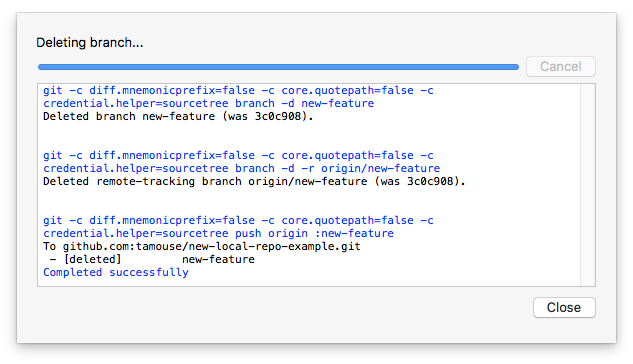 Deleting branch...
Cancel
git -c diff.mnemonicprefix=false -c core.quotepath=false -c
credential.helper=sourcetree branch -d new-feature
Deleted branch new-feature (was 3c0c908).
git -c diff.mnemonicprefix=false -c core.quotepath=false -c
credential.helper=sourcetree branch -d -r origin/new-feature
Deleted remote-tracking branch origin/new-feature (was 3c0c908).
git -c diff.mnemonicprefix=false -c core.quotepath=false -c
credential.helper=sourcetree push origin :new-feature
To github.com:tamouse/new-local-repo-example.git
 - [deleted]         new-feature
Completed successfully
Close